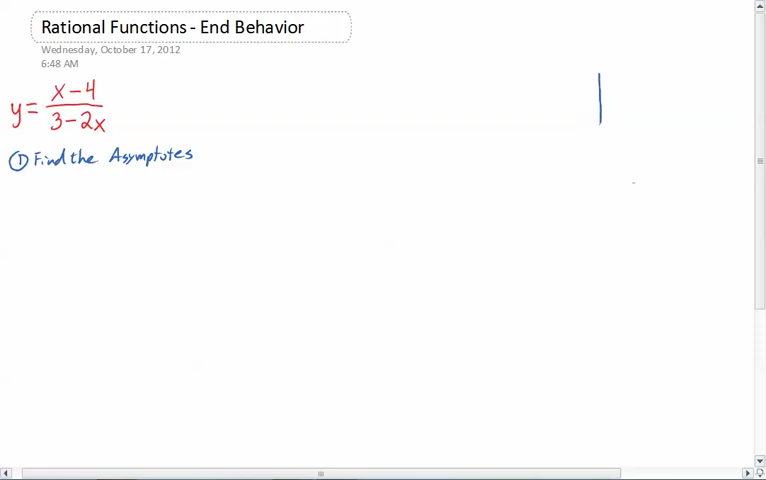 Rational Functions - End Behavior
Wednesday, October 17, 2012
6:48 AM
y = (x - 4)/(3 - 2x)
① Find the Asymptotes